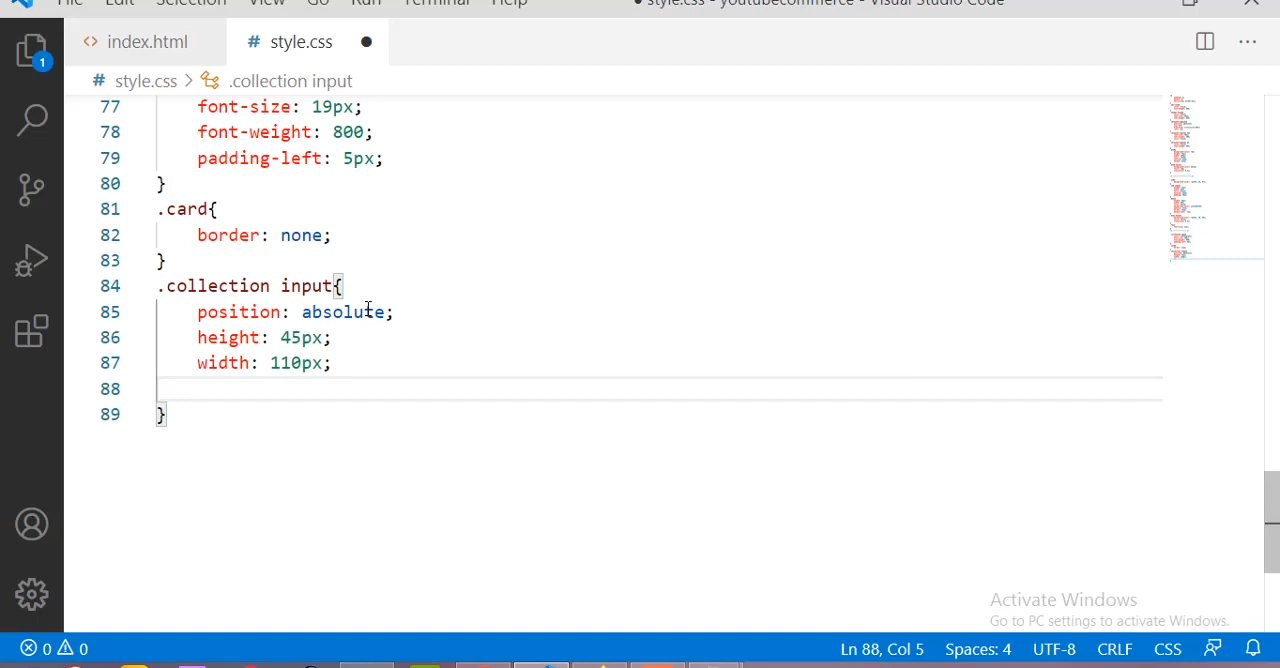 File Edit Selection View Go Run Terminal Help ● style.css - youtubecommerce - Visual Studio Code
<> index.html # style.css ●
# style.css > .collection input
77 font-size: 19px;
78 font-weight: 800;
79 padding-left: 5px;
80 }
81 .card{
82 border: none;
83 }
84 .collection input{
85 position: absolute;
86 height: 45px;
87 width: 110px;
88
89 }
1
Activate Windows
Go to PC settings to activate Windows.
0 0 Ln 88, Col 5 Spaces: 4 UTF-8 CRLF CSS